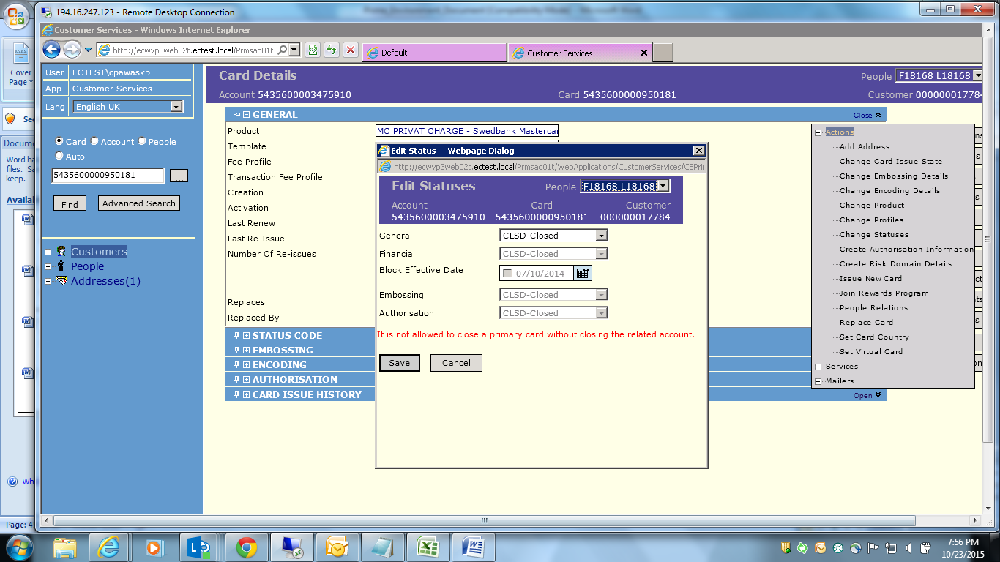 194.16.247.123 - Remote Desktop Connection
Customer Services - Windows Internet Explorer
http://ecwvp3web02t.ectest.local/Prmsad01t
Default
Customer Services
Cover
Page
User ECTEST\cpawaskp
App Customer Services
Lang English UK
Card Account People
Auto
5435600000950181 ...
Find Advanced Search
Customers
People
Addresses(1)
Card Details
People F18168 L18168
Account 5435600003475910 Card 5435600000950181 Customer 000000017784
GENERAL Close
Product MC PRIVAT CHARGE - Swedbank Masterca
Template
Fee Profile
Transaction Fee Profile
Creation
Activation
Last Renew
Last Re-Issue
Number Of Re-issues
Replaces
Replaced By
STATUS CODE
EMBOSSING
ENCODING
AUTHORISATION
CARD ISSUE HISTORY Open
Edit Status -- Webpage Dialog
http://ecwvp3web02t.ectest.local/Prmsad01t/WebApplications/CustomerServices/CSPri
Edit Statuses People F18168 L18168
Account Card Customer
5435600003475910 5435600000950181 000000017784
General CLSD-Closed
Financial CLSD-Closed
Block Effective Date 07/10/2014
Embossing CLSD-Closed
Authorisation CLSD-Closed
It is not allowed to close a primary card without closing the related account.
Save Cancel
Actions
Add Address
Change Card Issue State
Change Embossing Details
Change Encoding Details
Change Product
Change Profiles
Change Statuses
Create Authorisation Information
Create Risk Domain Details
Issue New Card
Join Rewards Program
People Relations
Replace Card
Set Card Country
Set Virtual Card
Services
Mailers
Sec
Docume
Word ha
files. Sa
keep.
Availa
Wh
Page: 4
7:56 PM
10/23/2015